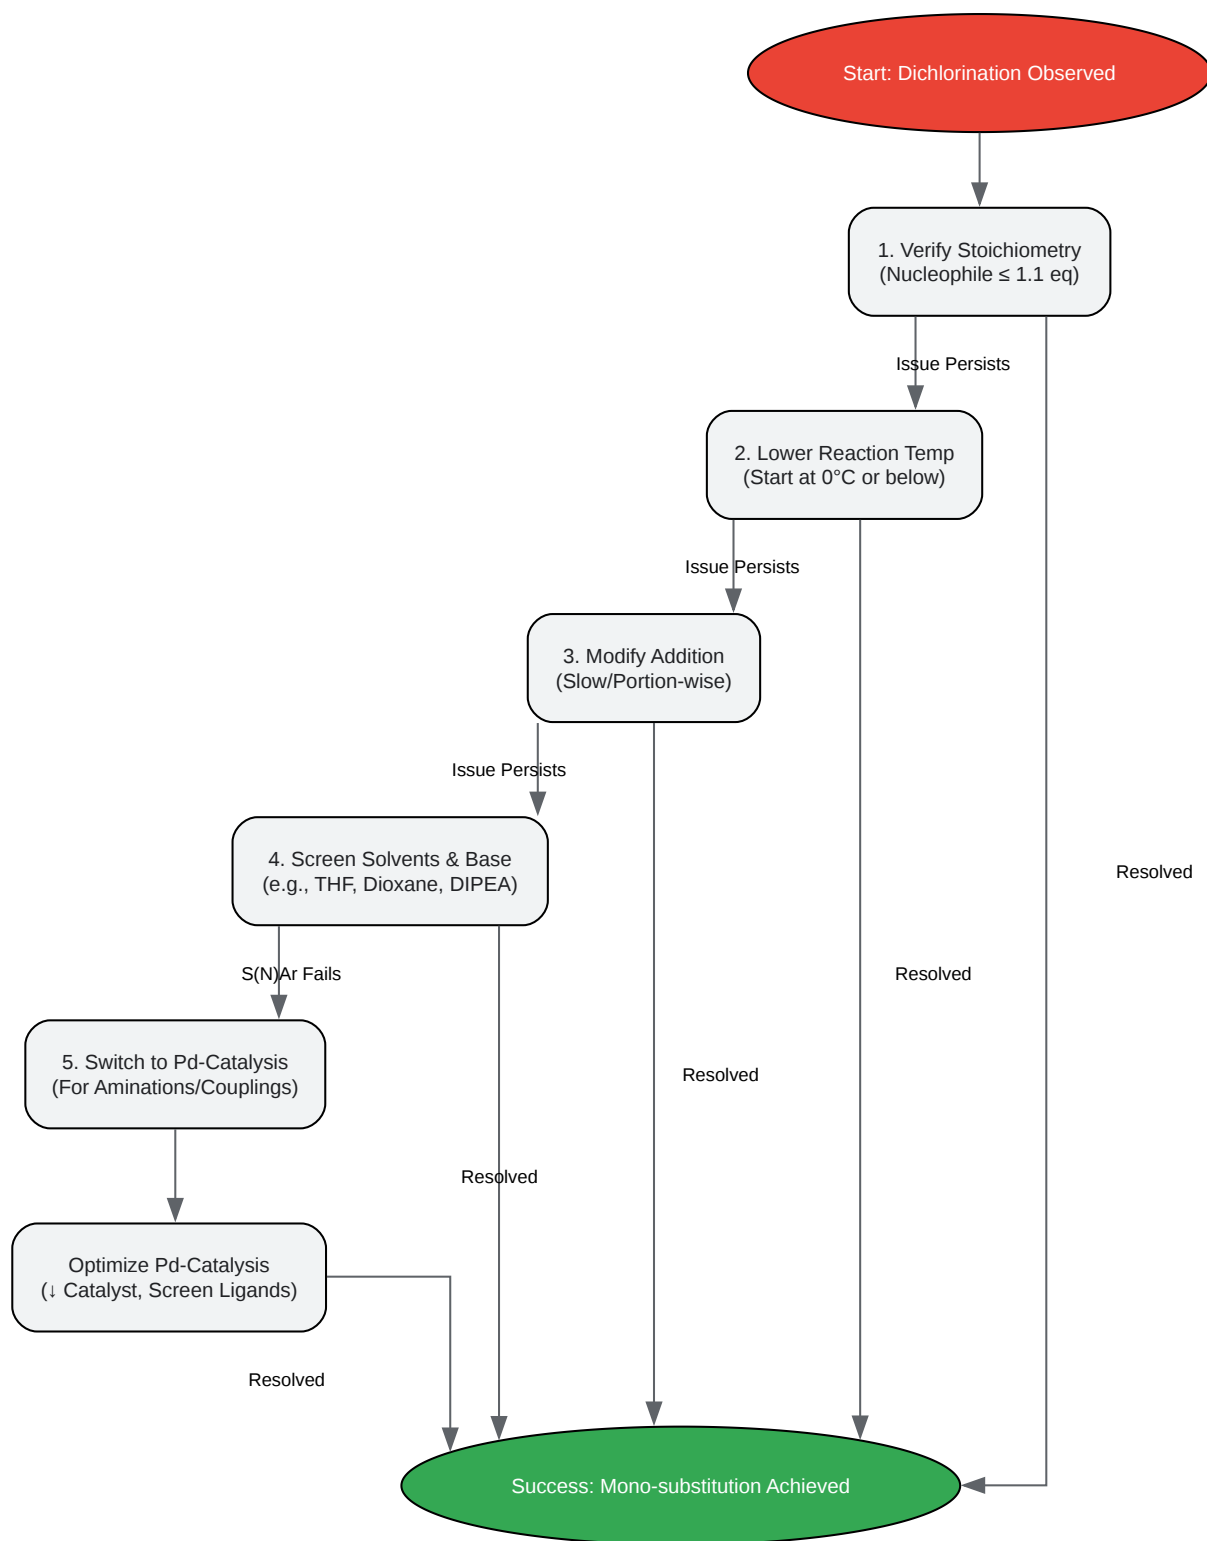 Start: Dichlorination Observed
1. Verify Stoichiometry
(Nucleophile ≤ 1.1 eq)
Issue Persists
2. Lower Reaction Temp
(Start at 0°C or below)
Issue Persists
3. Modify Addition
(Slow/Portion-wise)
Issue Persists
4. Screen Solvents & Base
(e.g., THF, Dioxane, DIPEA)
Resolved
S(N)Ar Fails
Resolved
5. Switch to Pd-Catalysis
(For Aminations/Couplings)
Resolved
Resolved
Optimize Pd-Catalysis
(↓ Catalyst, Screen Ligands)
Resolved
Success: Mono-substitution Achieved